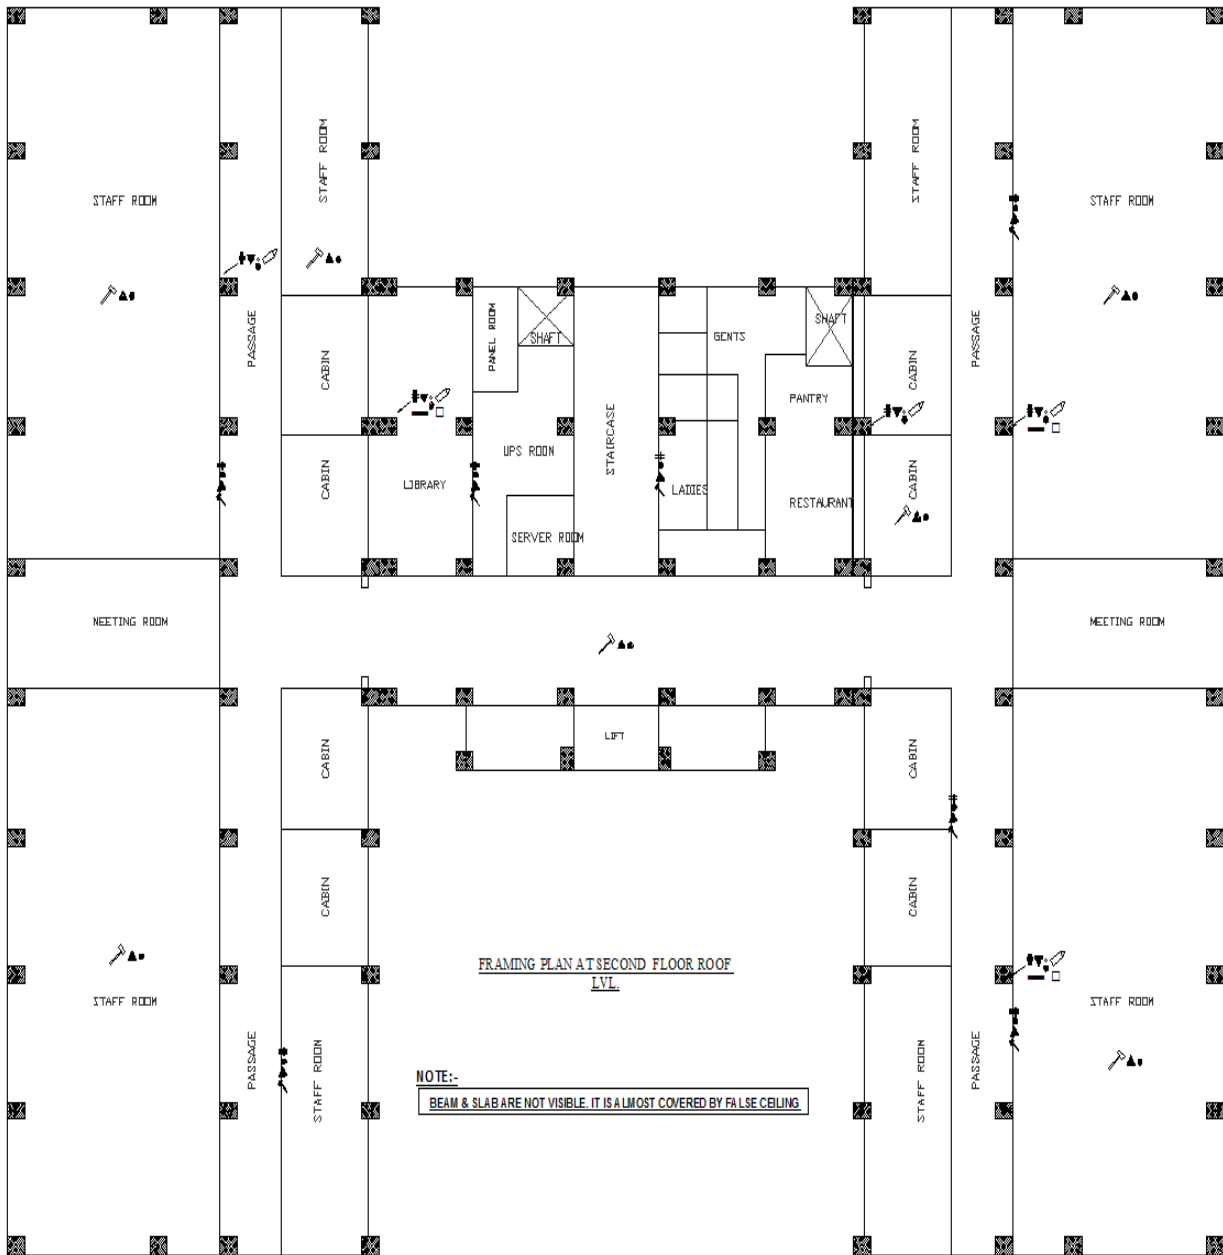 STAFF ROOM
STAFF ROOM
STAFF ROOM
STAFF ROOM
PASSAGE
PANEL ROOM
SHAFT
GENTS
SHAFT
PASSAGE
CABIN
CABIN
PANTRY
STAIRCASE
UPS ROOM
CABIN
LIBRARY
LADIES
RESTAURANT
CABIN
SERVER ROOM
NEETING ROOM
MEETING ROOM
LIFT
CABIN
CABIN
CABIN
CABIN
FRAMING PLAN AT SECOND FLOOR ROOF
LVL.
STAFF ROOM
STAFF ROOM
PASSAGE
STAFF ROOM
STAFF ROOM
PASSAGE
NOTE:-
BEAM & SLAB ARE NOT VISIBLE. IT IS ALMOST COVERED BY FALSE CEILING